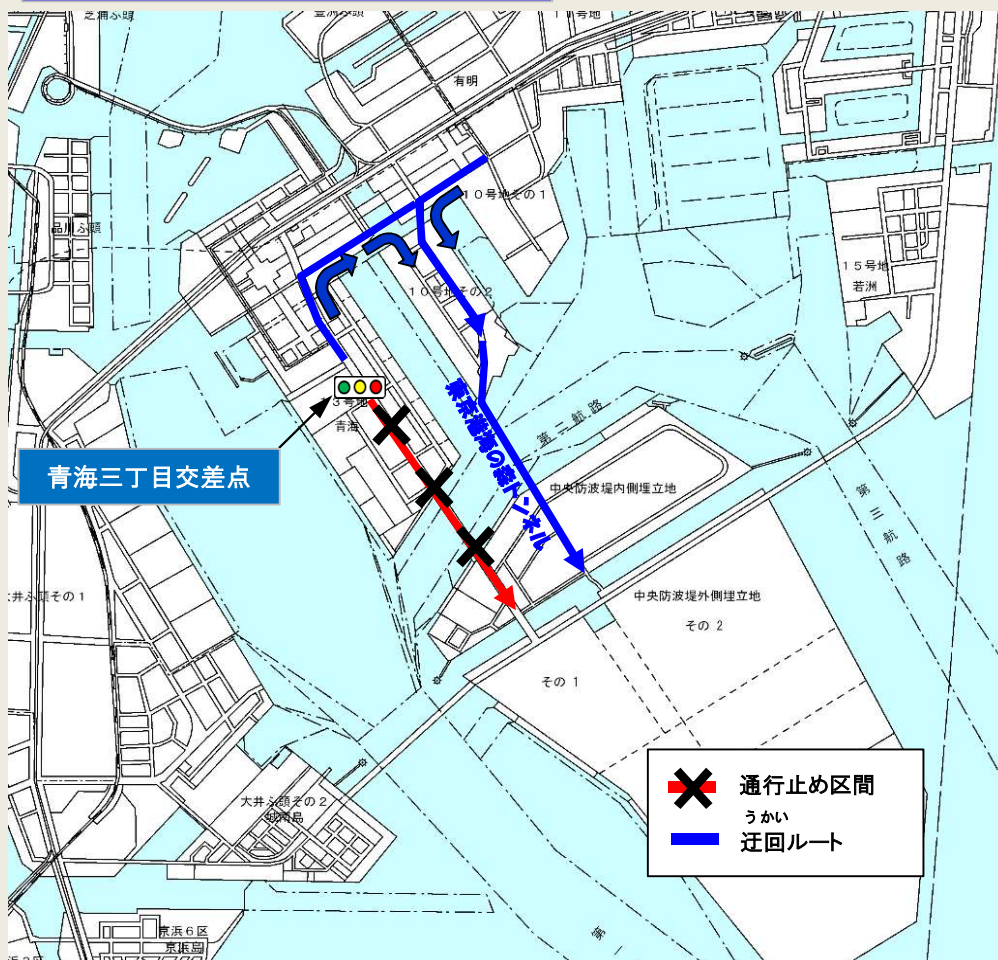 芝浦ふ頭
有明
品川ふ頭
10号地その1
15号地
若洲
10号地その2
3号地
青海
青海三丁目交差点
東京港海の森トンネル
第二航路
中央防波堤内側埋立地
第三航路
中央防波堤外側埋立地
その 2
その 1
大井ふ頭その1
大井ふ頭その2
城南島
京浜6区
京浜島
第一
通行止め区間
うかい
迂回ルート